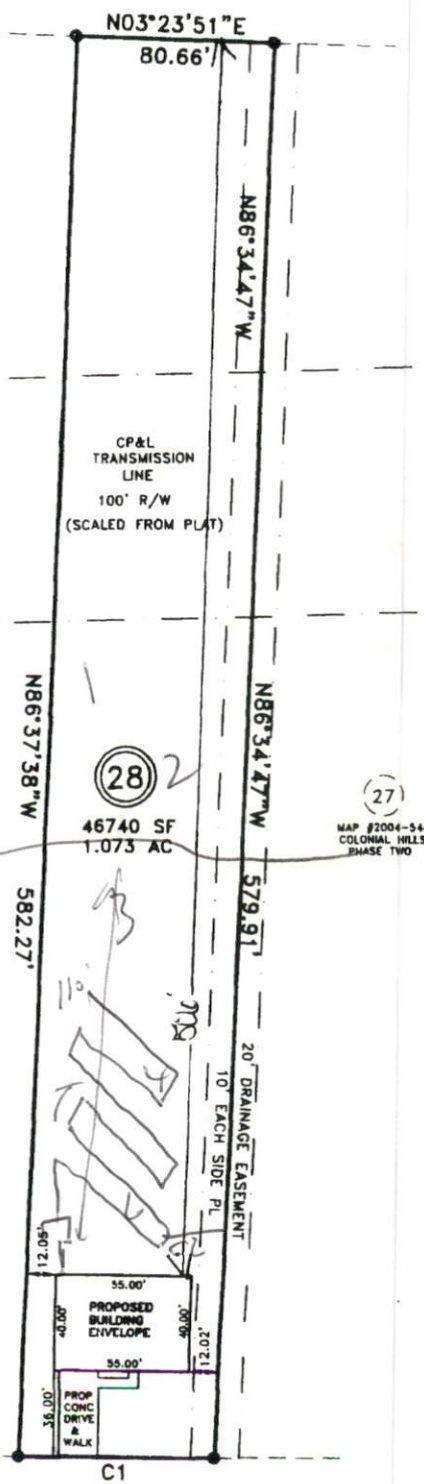 N03°23'51"E
80.66'
N86°34'47"W
CP&L
TRANSMISSION
LINE
100' R/W
(SCALED FROM PLAT)
N86°37'38"W
582.27'
N86°34'47"W
579.91'
28
2
46740 SF
1.073 AC
27
MAP #2004-54
COLONIAL HILLS
PHASE TWO
20' DRAINAGE EASEMENT
10' EACH SIDE PL
12.05'
55.00'
40.00'
PROPOSED
BUILDING
ENVELOPE
40.00'
55.00'
12.02'
36.00'
PROP
CONC
DRIVE
&
WALK
C1